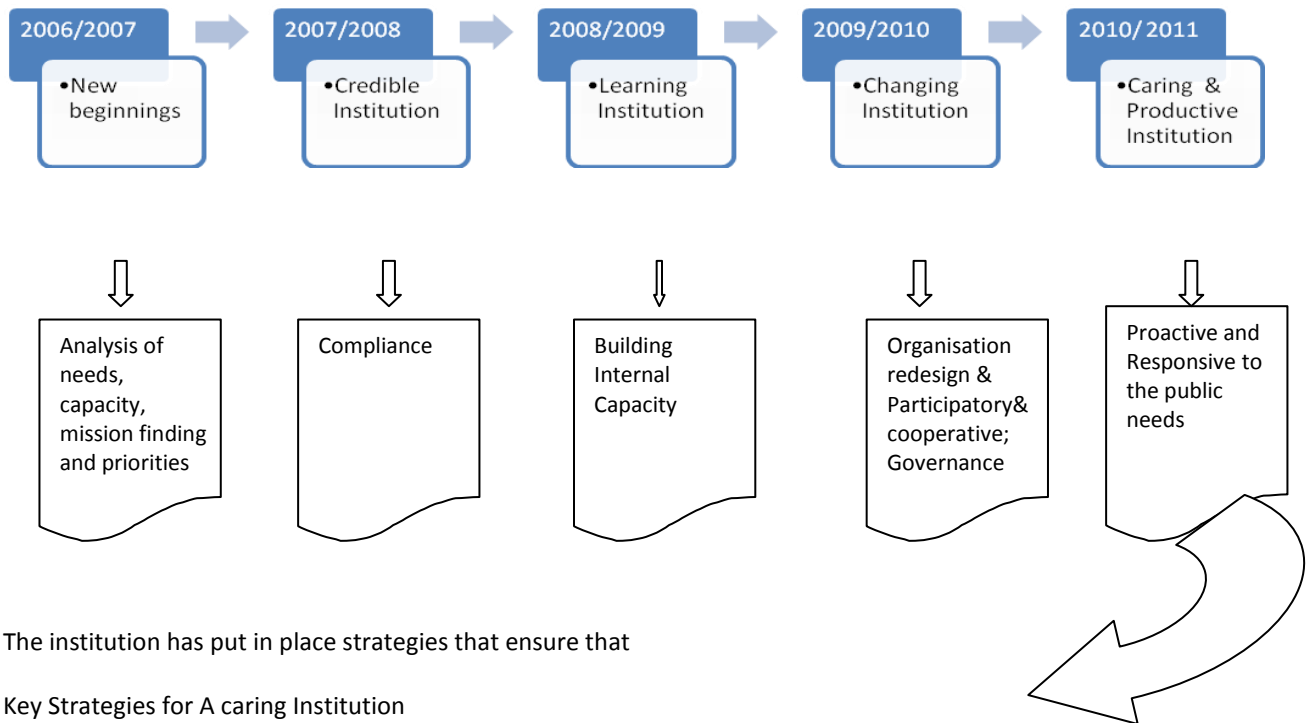 2006/2007
2007/2008
2008/2009
2009/2010
2010/ 2011
•New
beginnings
•Credible
Institution
•Learning
Institution
•Changing
Institution
•Caring &
Productive
Institution
Analysis of
needs,
capacity,
mission finding
and priorities
Compliance
Building
Internal
Capacity
Organisation
redesign &
Participatory&
cooperative;
Governance
Proactive and
Responsive to
the public
needs
The institution has put in place strategies that ensure that
Key Strategies for A caring Institution